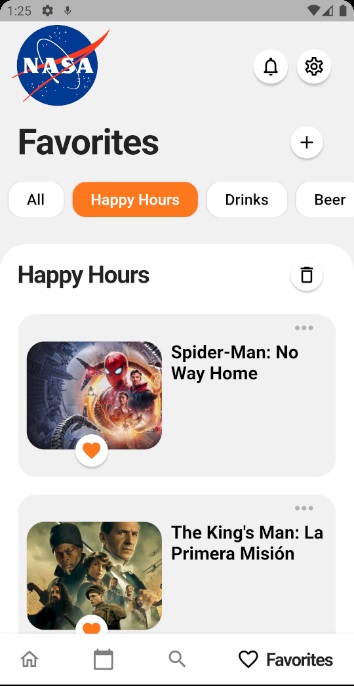 1:25
NASA
Favorites
All
Happy Hours
Drinks
Beer
Happy Hours
Spider-Man: No
Way Home
The King's Man: La
Primera Misión
Favorites